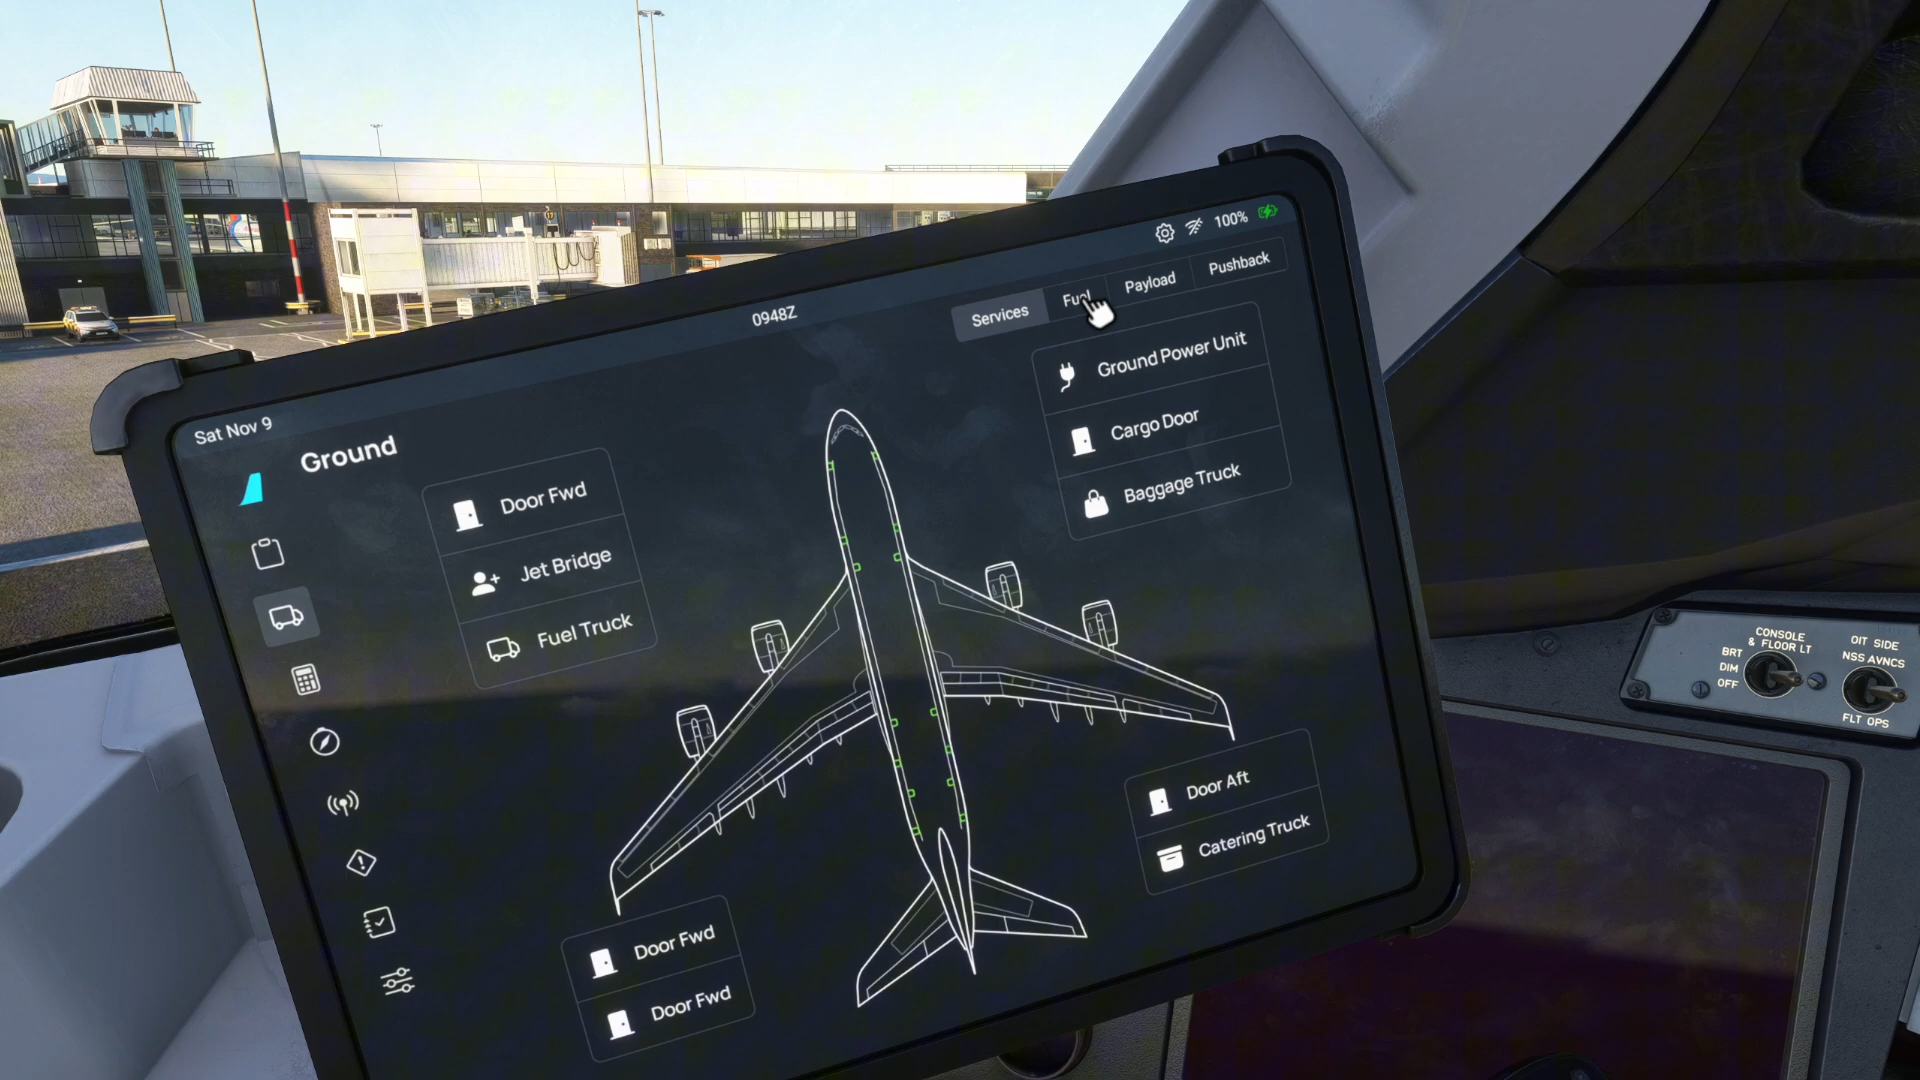 100%
0948Z
Services
Fuel
Payload
Pushback
Sat Nov 9
Ground
Door Fwd
Jet Bridge
Fuel Truck
Ground Power Unit
Cargo Door
Baggage Truck
Door Aft
Catering Truck
Door Fwd
Door Fwd
CONSOLE
& FLOOR LT
BRT
DIM
OFF
OIT SIDE
NSS AVNCS
FLT OPS